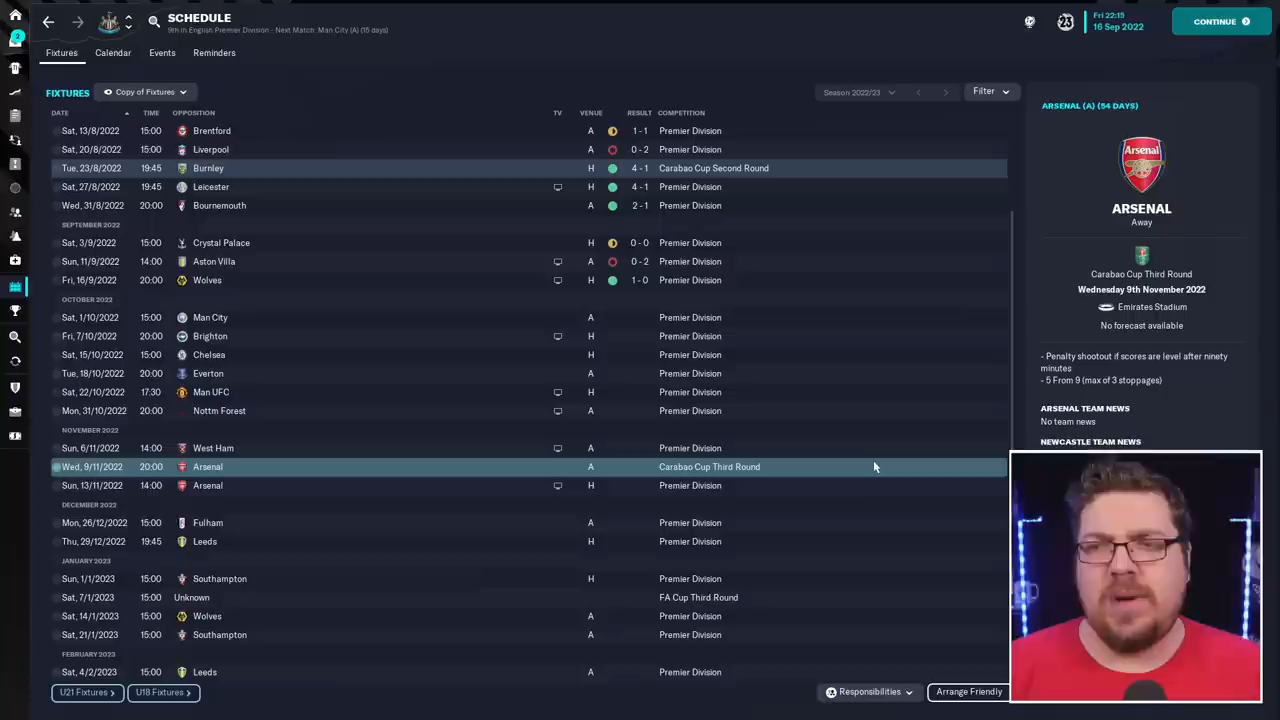 SCHEDULE
9th in English Premier Division - Next Match: Man City (A) (15 days)
23
Fri 22:15
16 Sep 2022
CONTINUE
2
Fixtures Calendar Events Reminders
FIXTURES Copy of Fixtures Season 2022/23 Filter
DATE TIME OPPOSITION TV VENUE RESULT COMPETITION
Sat, 13/8/2022 15:00 Brentford A 1 - 1 Premier Division
Sat, 20/8/2022 15:00 Liverpool A 0 - 2 Premier Division
Tue, 23/8/2022 19:45 Burnley H 4 - 1 Carabao Cup Second Round
Sat, 27/8/2022 19:45 Leicester H 4 - 1 Premier Division
Wed, 31/8/2022 20:00 Bournemouth A 2 - 1 Premier Division
SEPTEMBER 2022
Sat, 3/9/2022 15:00 Crystal Palace H 0 - 0 Premier Division
Sun, 11/9/2022 14:00 Aston Villa A 0 - 2 Premier Division
Fri, 16/9/2022 20:00 Wolves H 1 - 0 Premier Division
OCTOBER 2022
Sat, 1/10/2022 15:00 Man City A Premier Division
Fri, 7/10/2022 20:00 Brighton H Premier Division
Sat, 15/10/2022 15:00 Chelsea H Premier Division
Tue, 18/10/2022 20:00 Everton A Premier Division
Sat, 22/10/2022 17:30 Man UFC H Premier Division
Mon, 31/10/2022 20:00 Nottm Forest A Premier Division
NOVEMBER 2022
Sun, 6/11/2022 14:00 West Ham A Premier Division
Wed, 9/11/2022 20:00 Arsenal A Carabao Cup Third Round
Sun, 13/11/2022 14:00 Arsenal H Premier Division
DECEMBER 2022
Mon, 26/12/2022 15:00 Fulham A Premier Division
Thu, 29/12/2022 19:45 Leeds H Premier Division
JANUARY 2023
Sun, 1/1/2023 15:00 Southampton H Premier Division
Sat, 7/1/2023 15:00 Unknown FA Cup Third Round
Sat, 14/1/2023 15:00 Wolves A Premier Division
Sat, 21/1/2023 15:00 Southampton A Premier Division
FEBRUARY 2023
Sat, 4/2/2023 15:00 Leeds A Premier Division
U21 Fixtures U18 Fixtures Responsibilities Arrange Friendly
ARSENAL (A) (54 DAYS)
Arsenal
ARSENAL
Away
Carabao Cup Third Round
Wednesday 9th November 2022
Emirates Stadium
No forecast available
- Penalty shootout if scores are level after ninety
minutes
- 5 From 9 (max of 3 stoppages)
ARSENAL TEAM NEWS
No team news
NEWCASTLE TEAM NEWS